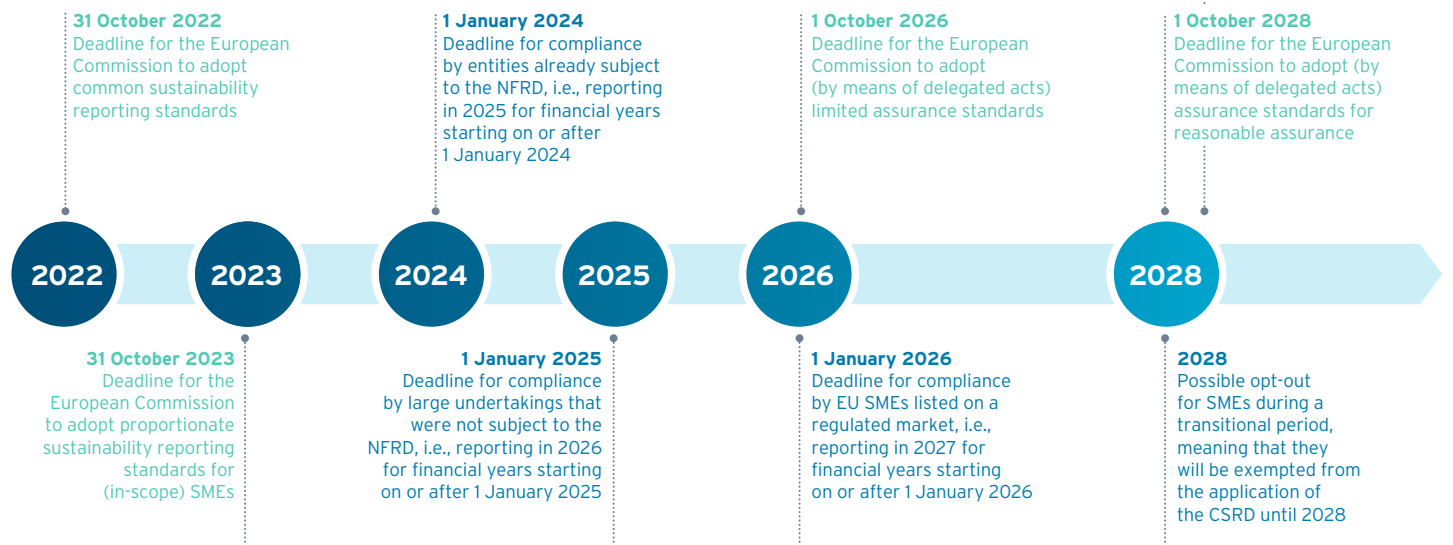 31 October 2022
Deadline for the European
Commission to adopt
common sustainability
reporting standards
1 January 2024
Deadline for compliance
by entities already subject
to the NFRD, i.e., reporting
in 2025 for financial years
starting on or after
1 January 2024
1 October 2026
Deadline for the European
Commission to adopt
(by means of delegated acts)
limited assurance standards
1 October 2028
Deadline for the European
Commission to adopt (by
means of delegated acts)
assurance standards for
reasonable assurance
2022
2023
2024
2025
2026
2028
31 October 2023
Deadline for the
European Commission
to adopt proportionate
sustainability reporting
standards for
(in-scope) SMEs
1 January 2025
Deadline for compliance
by large undertakings that
were not subject to the
NFRD, i.e., reporting in 2026
for financial years starting
on or after 1 January 2025
1 January 2026
Deadline for compliance
by EU SMEs listed on a
regulated market, i.e.,
reporting in 2027 for
financial years starting
on or after 1 January 2026
2028
Possible opt-out
for SMEs during a
transitional period,
meaning that they
will be exempted from
the application of
the CSRD until 2028